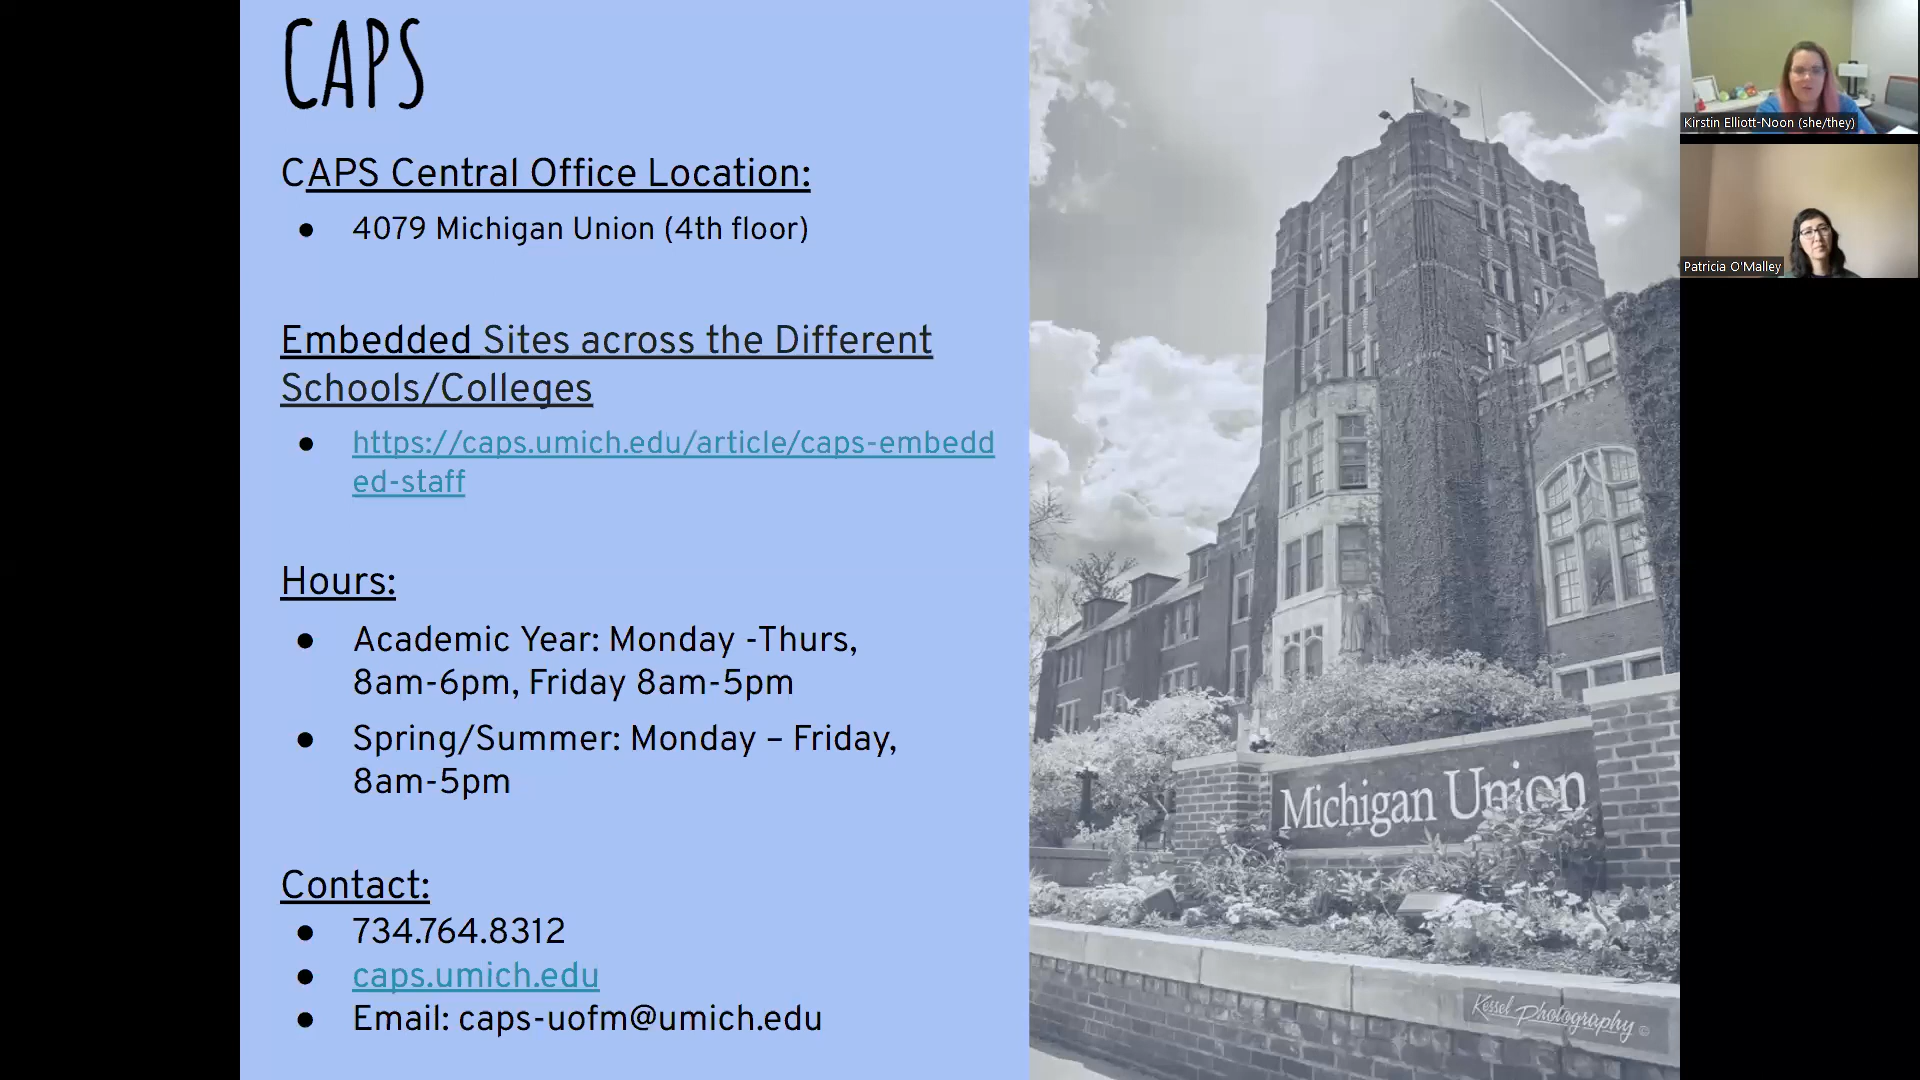 CAPS
CAPS Central Office Location:
● 4079 Michigan Union (4th floor)
Embedded Sites across the Different
Schools/Colleges
● https://caps.umich.edu/article/caps-embedd
ed-staff
Hours:
● Academic Year: Monday -Thurs,
8am-6pm, Friday 8am-5pm
● Spring/Summer: Monday – Friday,
8am-5pm
Contact:
● 734.764.8312
● caps.umich.edu
● Email: caps-uofm@umich.edu
Michigan Union
Kessel Photography ©
Kirstin Elliott-Noon (she/they)
Patricia O'Malley